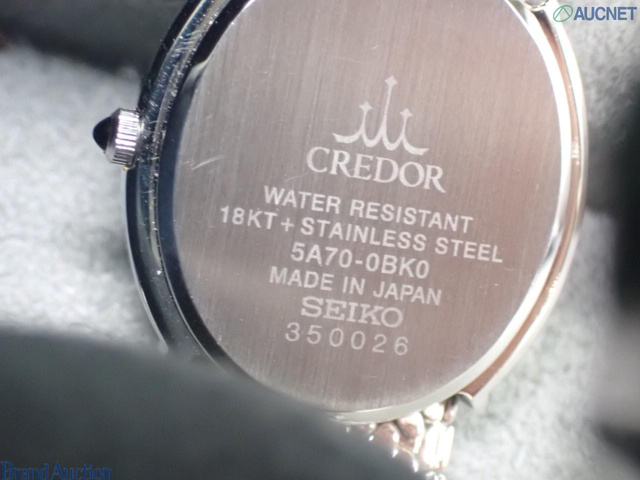 AUCNET
CREDOR
WATER RESISTANT
18KT + STAINLESS STEEL
5A70-0BK0
MADE IN JAPAN
SEIKO
350026
Brand Auction